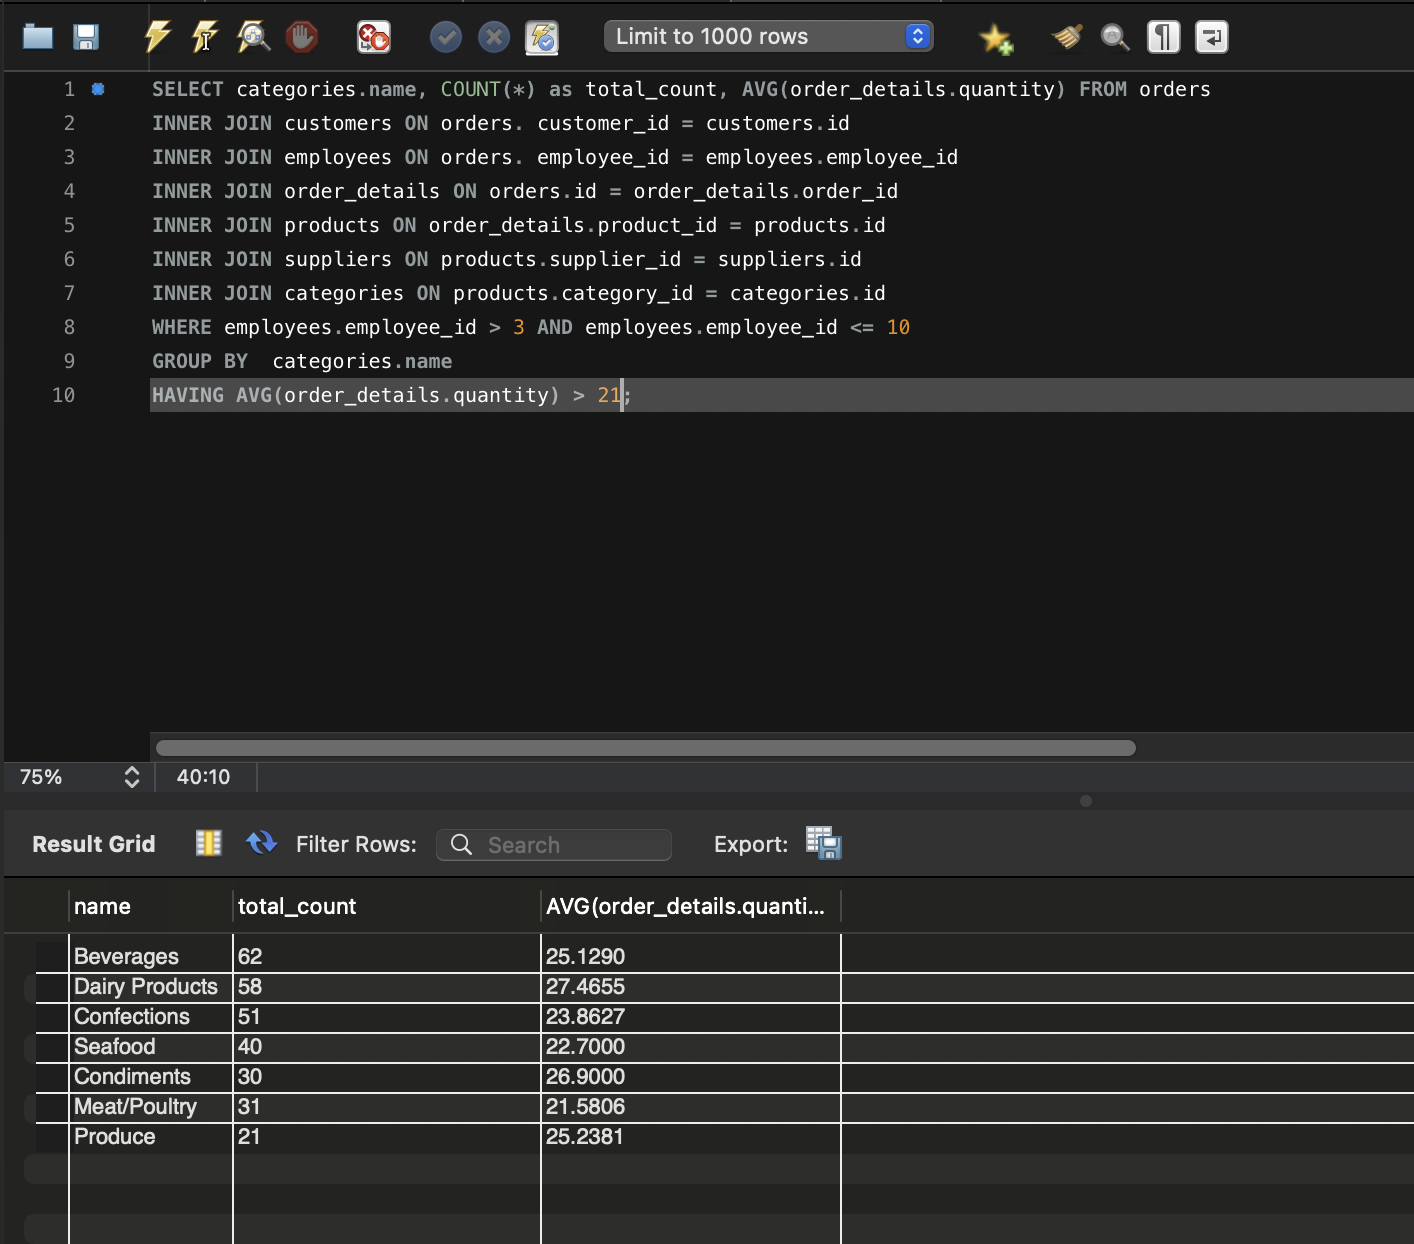 Limit to 1000 rows
1 SELECT categories.name, COUNT(*) as total_count, AVG(order_details.quantity) FROM orders
2 INNER JOIN customers ON orders. customer_id = customers.id
3 INNER JOIN employees ON orders. employee_id = employees.employee_id
4 INNER JOIN order_details ON orders.id = order_details.order_id
5 INNER JOIN products ON order_details.product_id = products.id
6 INNER JOIN suppliers ON products.supplier_id = suppliers.id
7 INNER JOIN categories ON products.category_id = categories.id
8 WHERE employees.employee_id > 3 AND employees.employee_id <= 10
9 GROUP BY  categories.name
10 HAVING AVG(order_details.quantity) > 21;
75% 40:10
Result Grid Filter Rows: Search Export:
name total_count AVG(order_details.quanti...
Beverages 62 25.1290
Dairy Products 58 27.4655
Confections 51 23.8627
Seafood 40 22.7000
Condiments 30 26.9000
Meat/Poultry 31 21.5806
Produce 21 25.2381